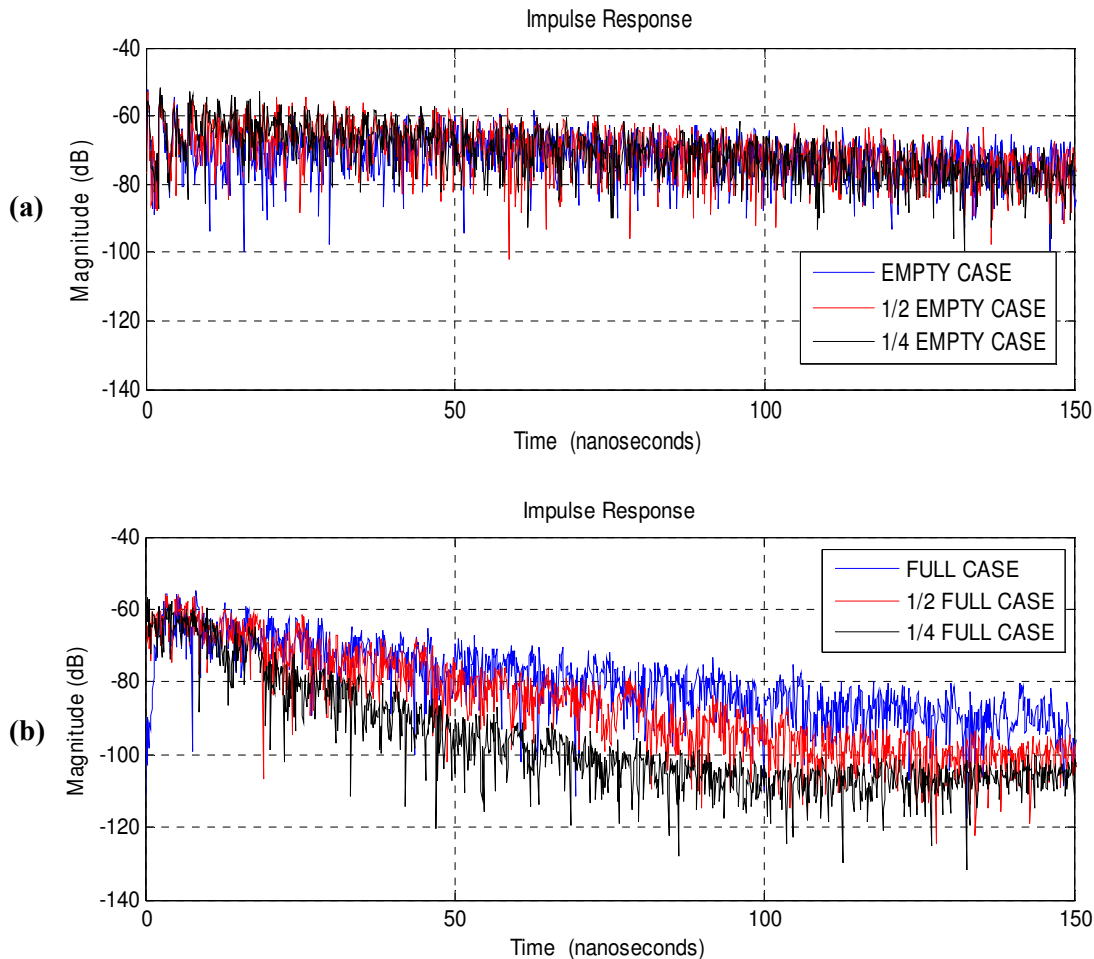 Impulse Response
-40
-60
-80
-100
-120
-140
Magnitude (dB)
(a)
EMPTY CASE
1/2 EMPTY CASE
1/4 EMPTY CASE
0 50 100 150
Time (nanoseconds)
Impulse Response
-40
-60
-80
-100
-120
-140
Magnitude (dB)
(b)
FULL CASE
1/2 FULL CASE
1/4 FULL CASE
0 50 100 150
Time (nanoseconds)